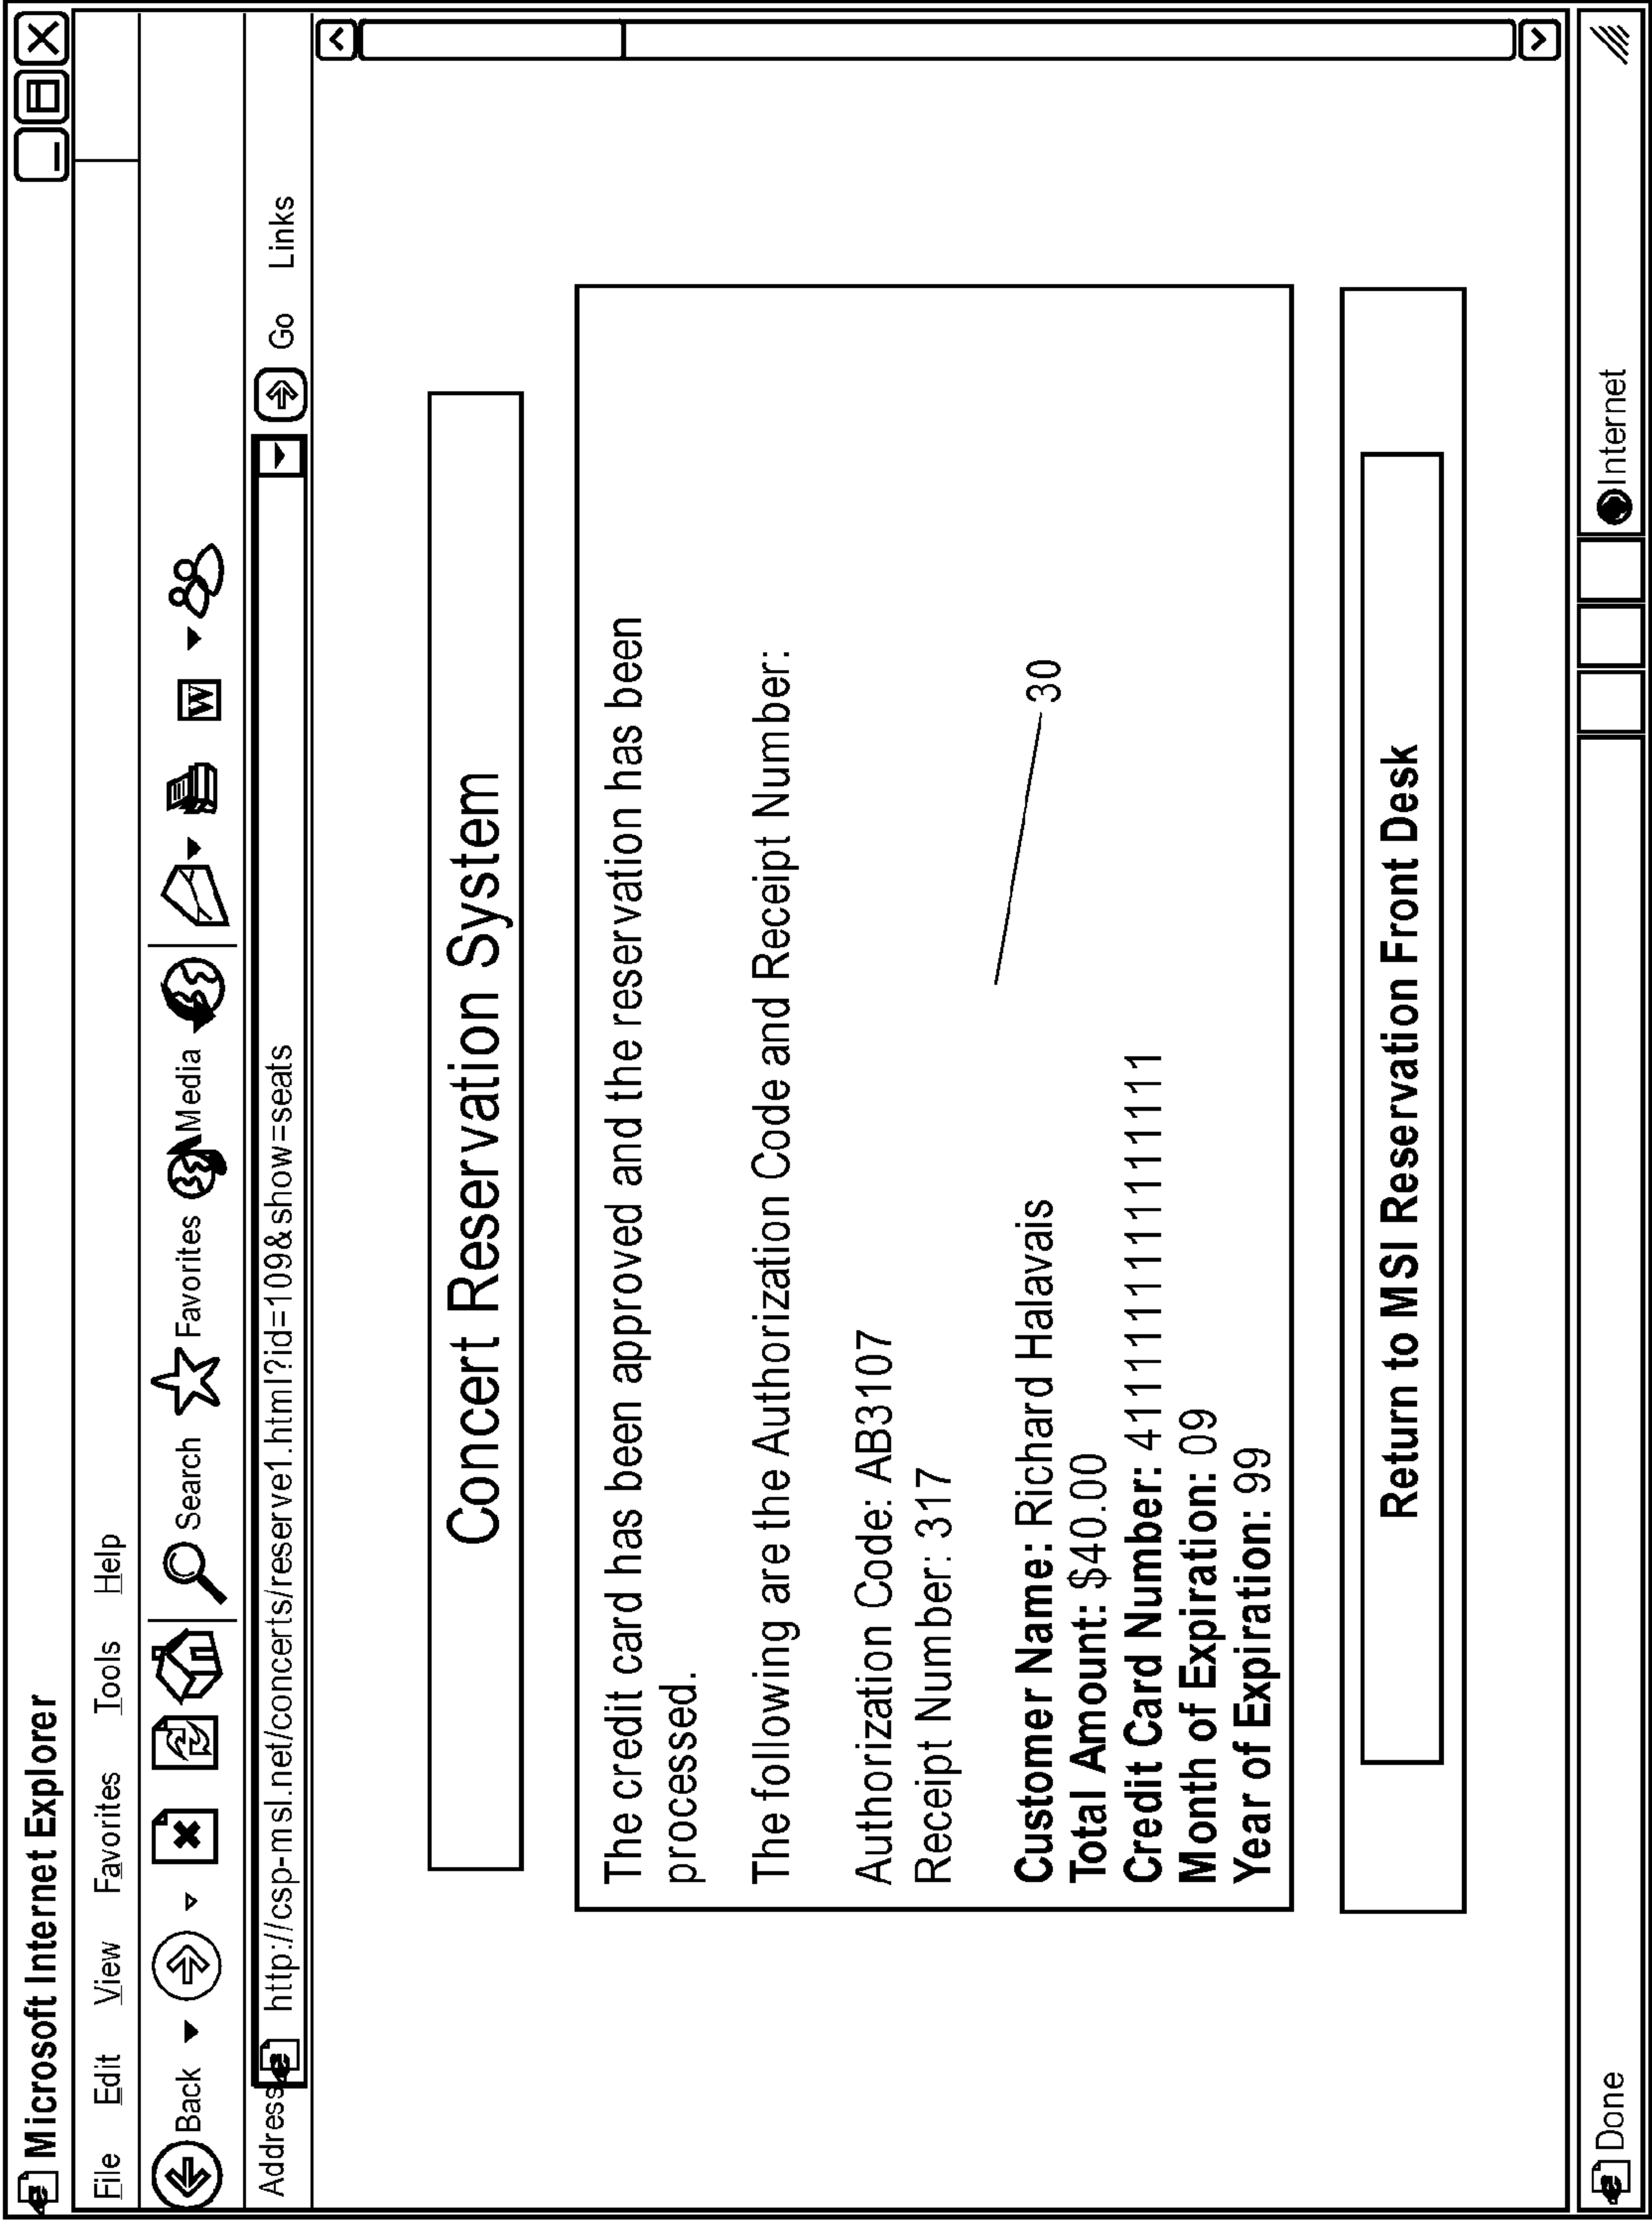 Microsoft Internet Explorer
File Edit View Favorites Tools Help
Back Search Favorites Media W
Address http://csp-msl.net/concerts/reserve1.html?id=109&show=seats Go Links
Concert Reservation System
The credit card has been approved and the reservation has been
processed.
The following are the Authorization Code and Receipt Number:
Authorization Code: AB3107
Receipt Number: 317
30
Customer Name: Richard Halavais
Total Amount: $40.00
Credit Card Number: 4111111111111111
Month of Expiration: 09
Year of Expiration: 99
Return to MSI Reservation Front Desk
Done Internet